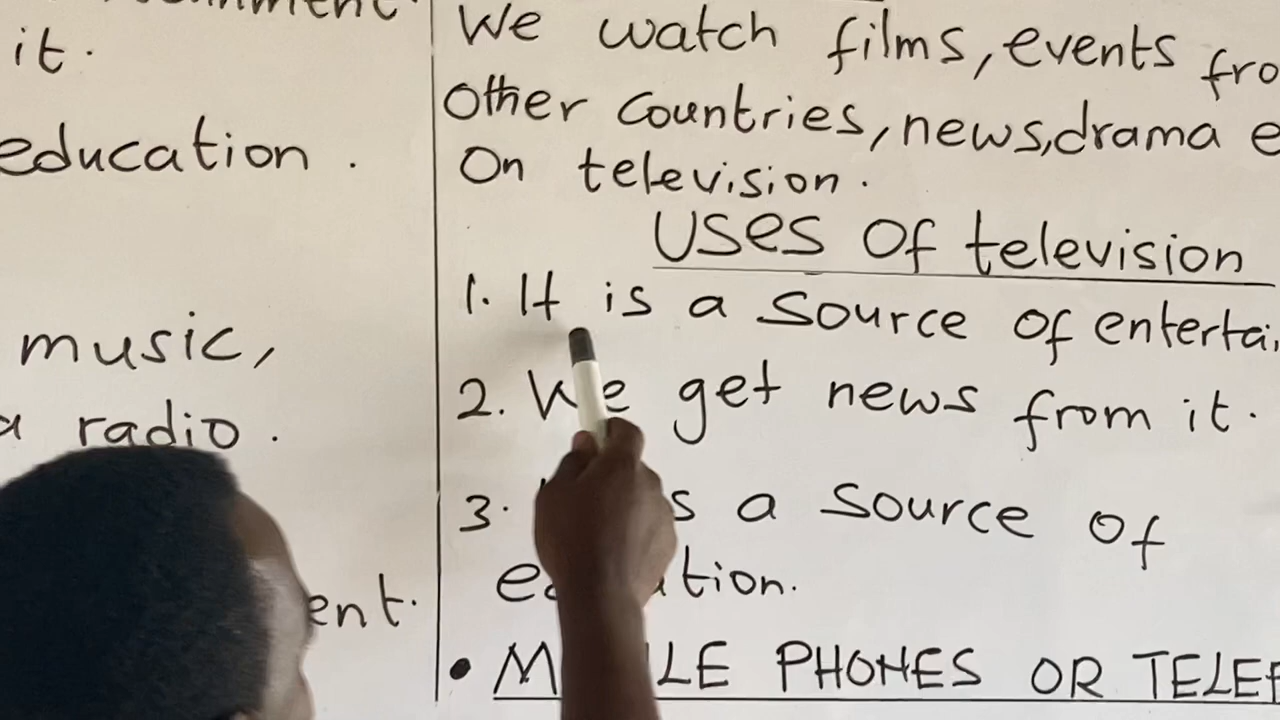 it.
education.
music,
radio.
ent.
We watch films, events fro
Other Countries, news, drama e
On television.
Uses Of television
1. It is a Source of entertai
2. We get news from it.
3. s a Source of
tion.
• M LE PHONES OR TELEP